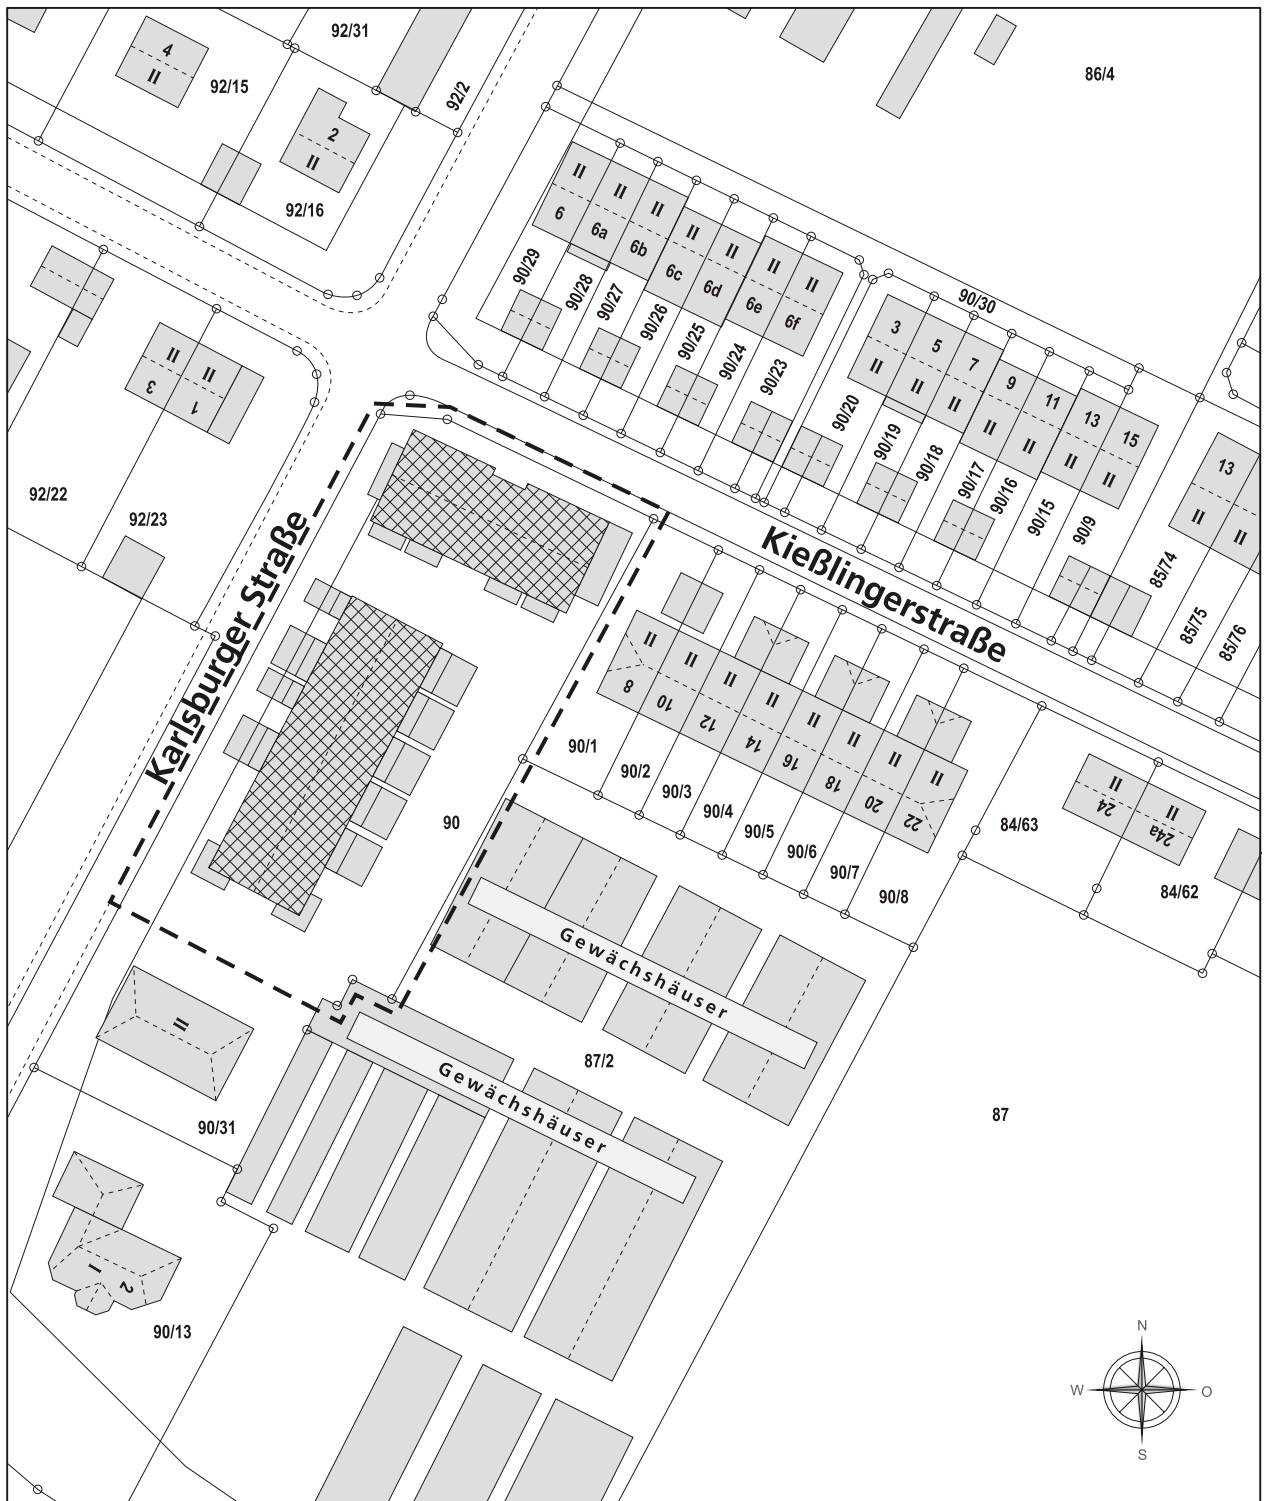 92/31
4
II
92/15
92/2
86/4
2
II
92/16
II
6
II
6a
II
6b
II
6c
II
6d
II
6e
II
6f
90/29
90/28
90/27
90/26
90/25
90/24
90/23
90/30
3
II
5
II
7
II
9
II
11
II
13
II
15
II
90/20
90/19
90/18
90/17
90/16
90/15
90/9
13
II
II
85/74
85/75
85/76
II
3
II
1
92/22
92/23
Karlsburger Straße
Kießlingerstraße
II
8
II
10
II
12
II
14
II
16
II
18
II
20
II
22
90/1
90/2
90/3
90/4
90/5
90/6
90/7
90/8
90
84/63
II
24
II
24a
84/62
Gewächshäuser
87/2
Gewächshäuser
87
II
90/31
I
2
90/13
N
W
O
S